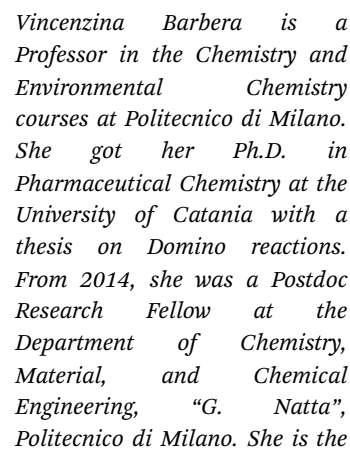 Vincenzina Barbera is a
Professor in the Chemistry and
Environmental Chemistry
courses at Politecnico di Milano.
She got her Ph.D. in
Pharmaceutical Chemistry at the
University of Catania with a
thesis on Domino reactions.
From 2014, she was a Postdoc
Research Fellow at the
Department of Chemistry,
Material, and Chemical
Engineering, “G. Natta”,
Politecnico di Milano. She is the